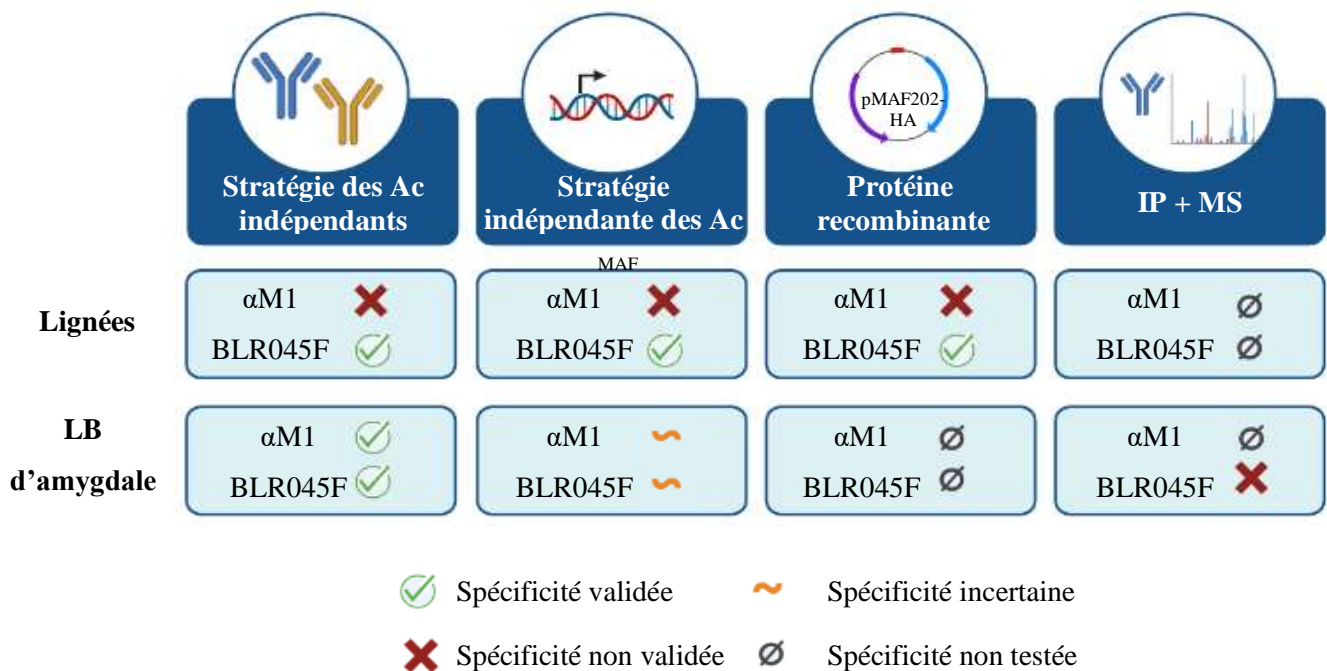 pMAF202-
HA
Stratégie des Ac
indépendants
Stratégie
indépendante des Ac
Protéine
recombinante
IP + MS
MAF
Lignées
αM1
BLR045F
αM1
BLR045F
αM1
BLR045F
αM1
BLR045F
LB
d’amygdale
αM1
BLR045F
αM1
BLR045F
αM1
BLR045F
αM1
BLR045F
Spécificité validée
Spécificité incertaine
Spécificité non validée
Spécificité non testée